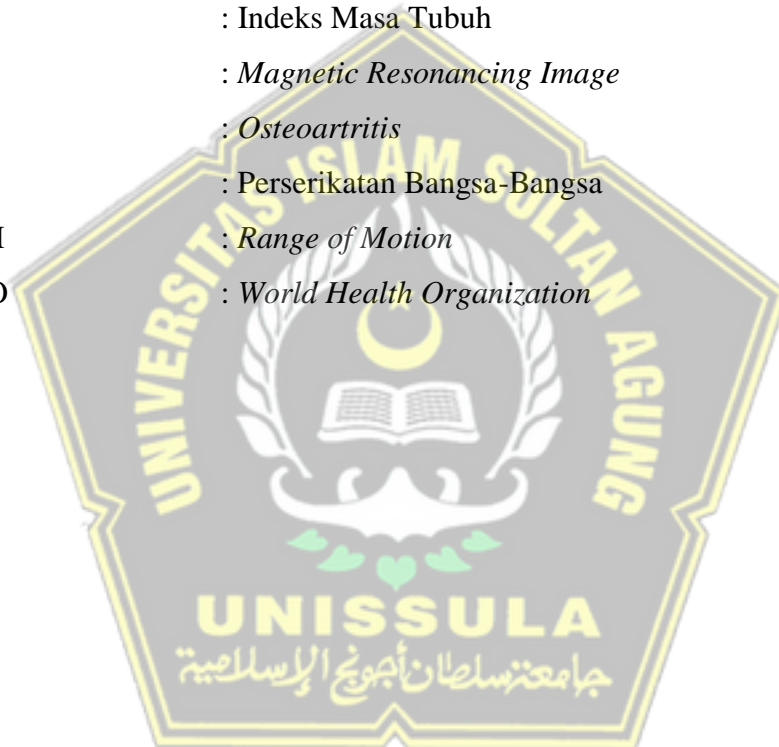 : Indeks Masa Tubuh
: Magnetic Resonancing Image
: Osteoartritis
: Perserikatan Bangsa-Bangsa
: Range of Motion
: World Health Organization
UNIVERSITAS ISLAM SULTAN AGUNG
UNISSULA
جامعة سلطان أجونج الإسلامية